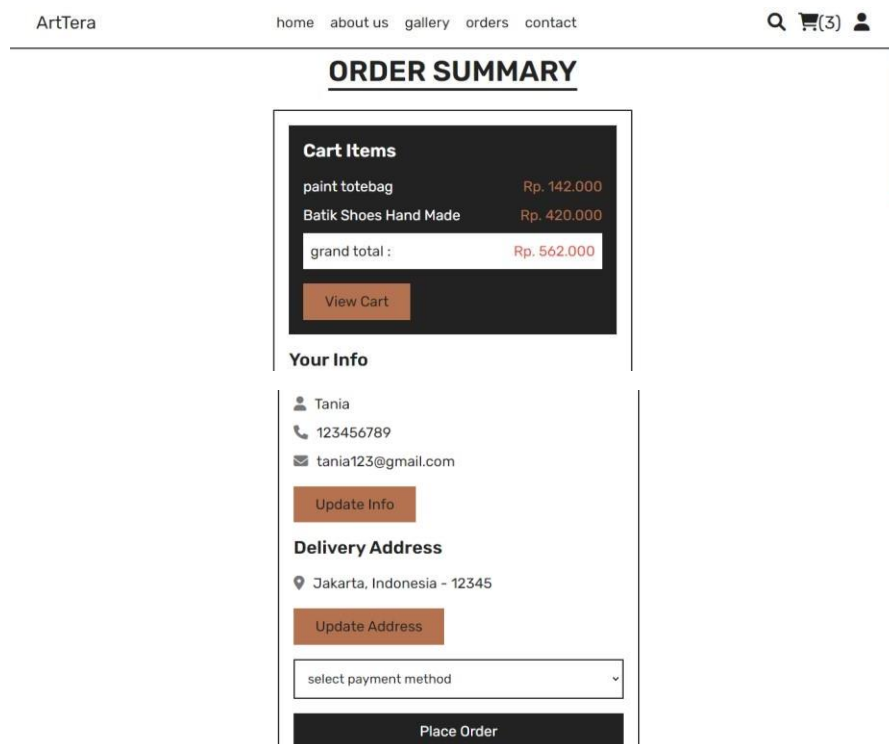 ArtTera home about us gallery orders contact (3)
ORDER SUMMARY
Cart Items
paint totebag Rp. 142.000
Batik Shoes Hand Made Rp. 420.000
grand total : Rp. 562.000
View Cart
Your Info
Tania
123456789
tania123@gmail.com
Update Info
Delivery Address
Jakarta, Indonesia - 12345
Update Address
select payment method
Place Order